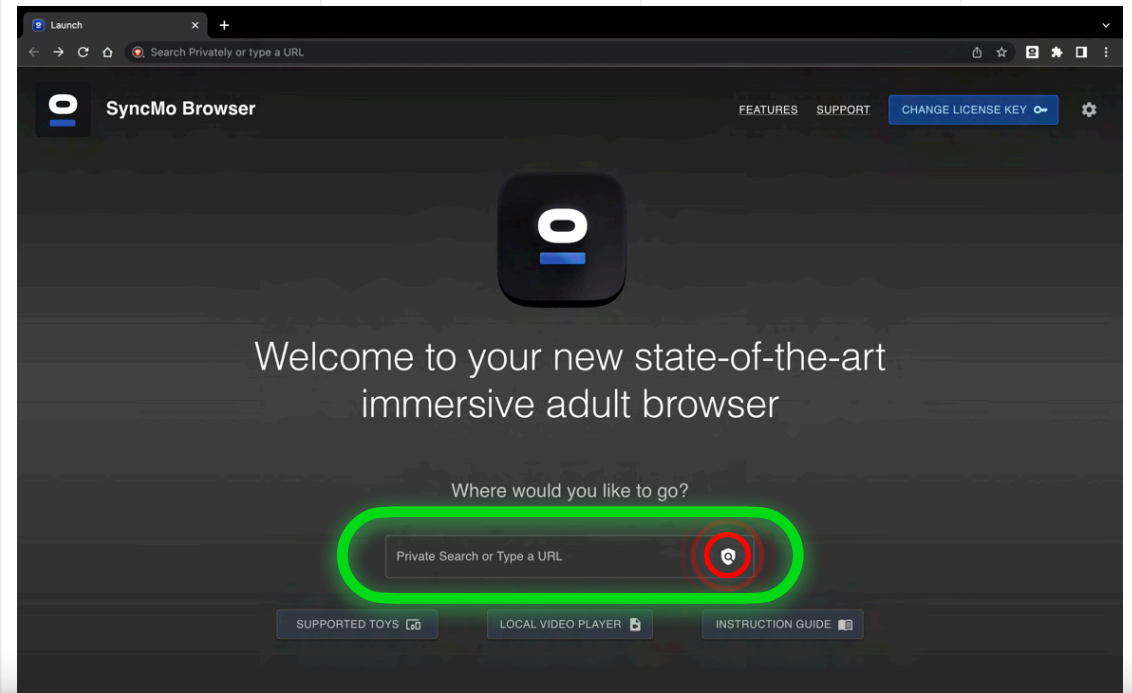 Launch
Search Privately or type a URL
SyncMo Browser
FEATURES SUPPORT CHANGE LICENSE KEY
Welcome to your new state-of-the-art
immersive adult browser
Where would you like to go?
Private Search or Type a URL
SUPPORTED TOYS LOCAL VIDEO PLAYER INSTRUCTION GUIDE